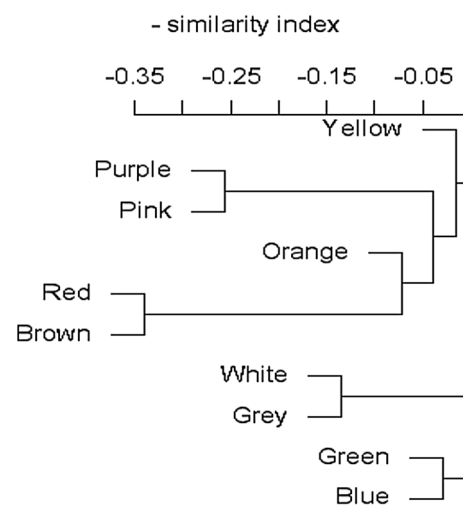 - similarity index
-0.35 -0.25 -0.15 -0.05
Yellow
Purple
Pink
Orange
Red
Brown
White
Grey
Green
Blue